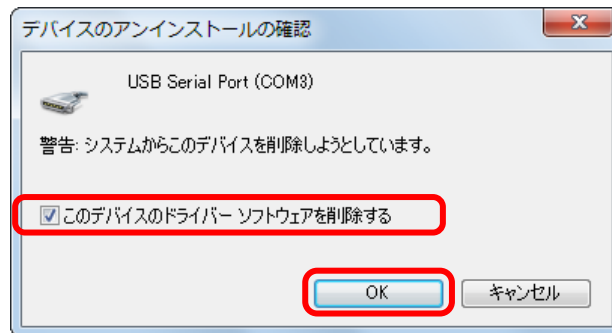 デバイスのアンインストールの確認
USB Serial Port (COM3)
警告: システムからこのデバイスを削除しようとしています。
このデバイスのドライバー ソフトウェアを削除する
OK
キャンセル